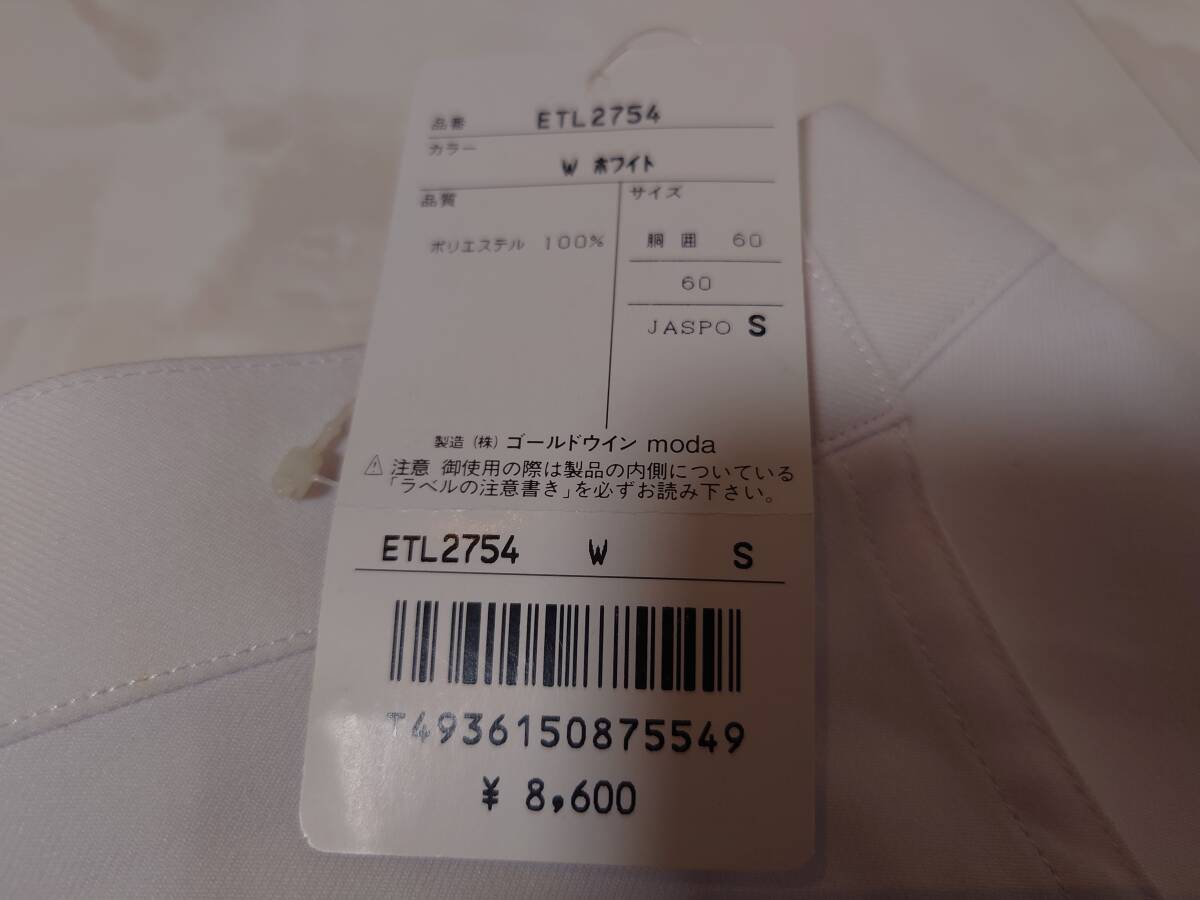 品番 ETL2754
カラー
W ホワイト
品質
ポリエステル 100%
サイズ
胴囲 60
60
JASPO S
製造 (株) ゴールドウイン moda
⚠ 注意 御使用の際は製品の内側についている
「ラベルの注意書き」を必ずお読み下さい。
ETL2754 W S
T4936150875549
¥ 8,600